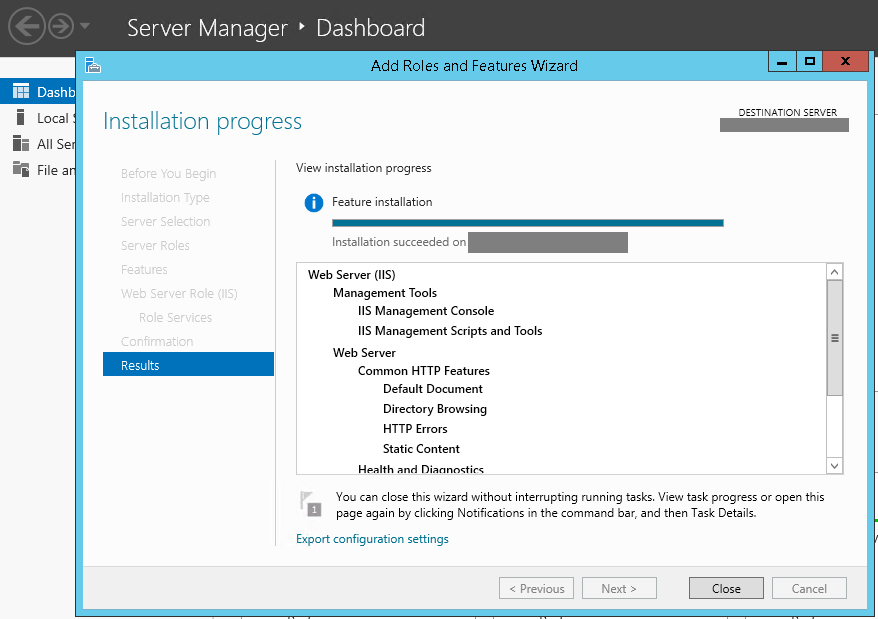 Server Manager ‣ Dashboard
Add Roles and Features Wizard
Dashb
Local
All Ser
File an
Installation progress
DESTINATION SERVER
Before You Begin
Installation Type
Server Selection
Server Roles
Features
Web Server Role (IIS)
Role Services
Confirmation
Results
View installation progress
Feature installation
Installation succeeded on
Web Server (IIS)
Management Tools
IIS Management Console
IIS Management Scripts and Tools
Web Server
Common HTTP Features
Default Document
Directory Browsing
HTTP Errors
Static Content
Health and Diagnostics
1
You can close this wizard without interrupting running tasks. View task progress or open this
page again by clicking Notifications in the command bar, and then Task Details.
Export configuration settings
< Previous
Next >
Close
Cancel